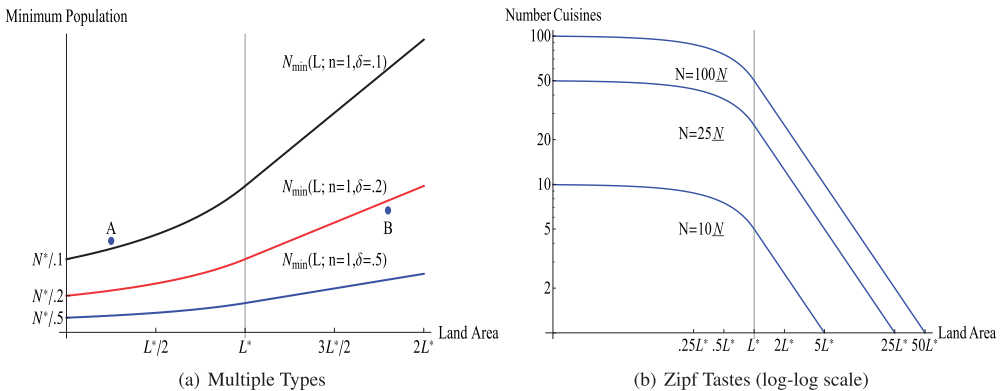 Minimum Population
N_min(L; n=1,δ=.1)
A
N_min(L; n=1,δ=.2)
B
N*/.1
N_min(L; n=1,δ=.5)
N*/.2
N*/.5
L*/2 L* 3L*/2 2L*
Land Area
(a) Multiple Types
Number Cuisines
100
N=100N
50
N=25N
20
10
N=10N
5
2
.25L* .5L* L* 2L* 5L* 25L* 50L*
Land Area
(b) Zipf Tastes (log-log scale)